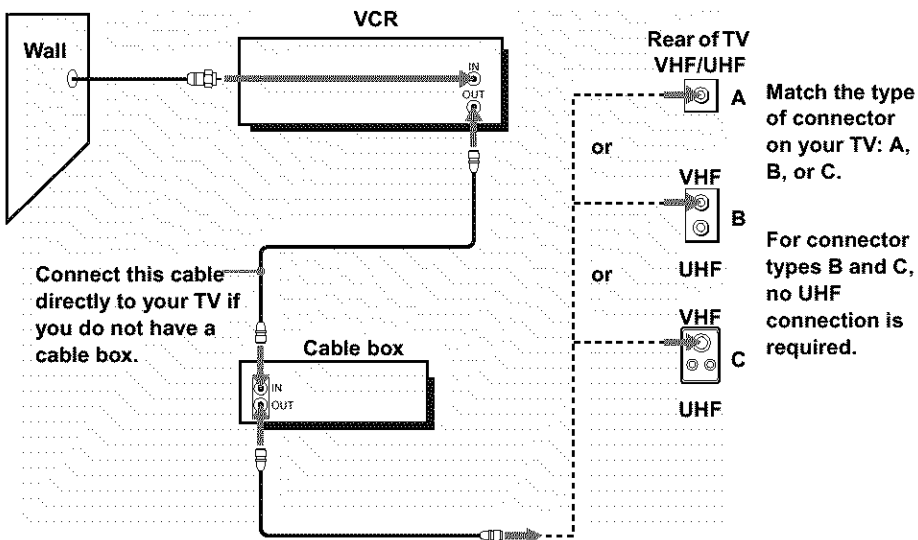 VCR
Wall
IN
OUT
Rear of TV
VHF/UHF
A
Match the type
of connector
on your TV: A,
B, or C.
or
VHF
B
UHF
For connector
types B and C,
no UHF
connection is
required.
or
VHF
C
UHF
Connect this cable
directly to your TV if
you do not have a
cable box.
Cable box
IN
OUT